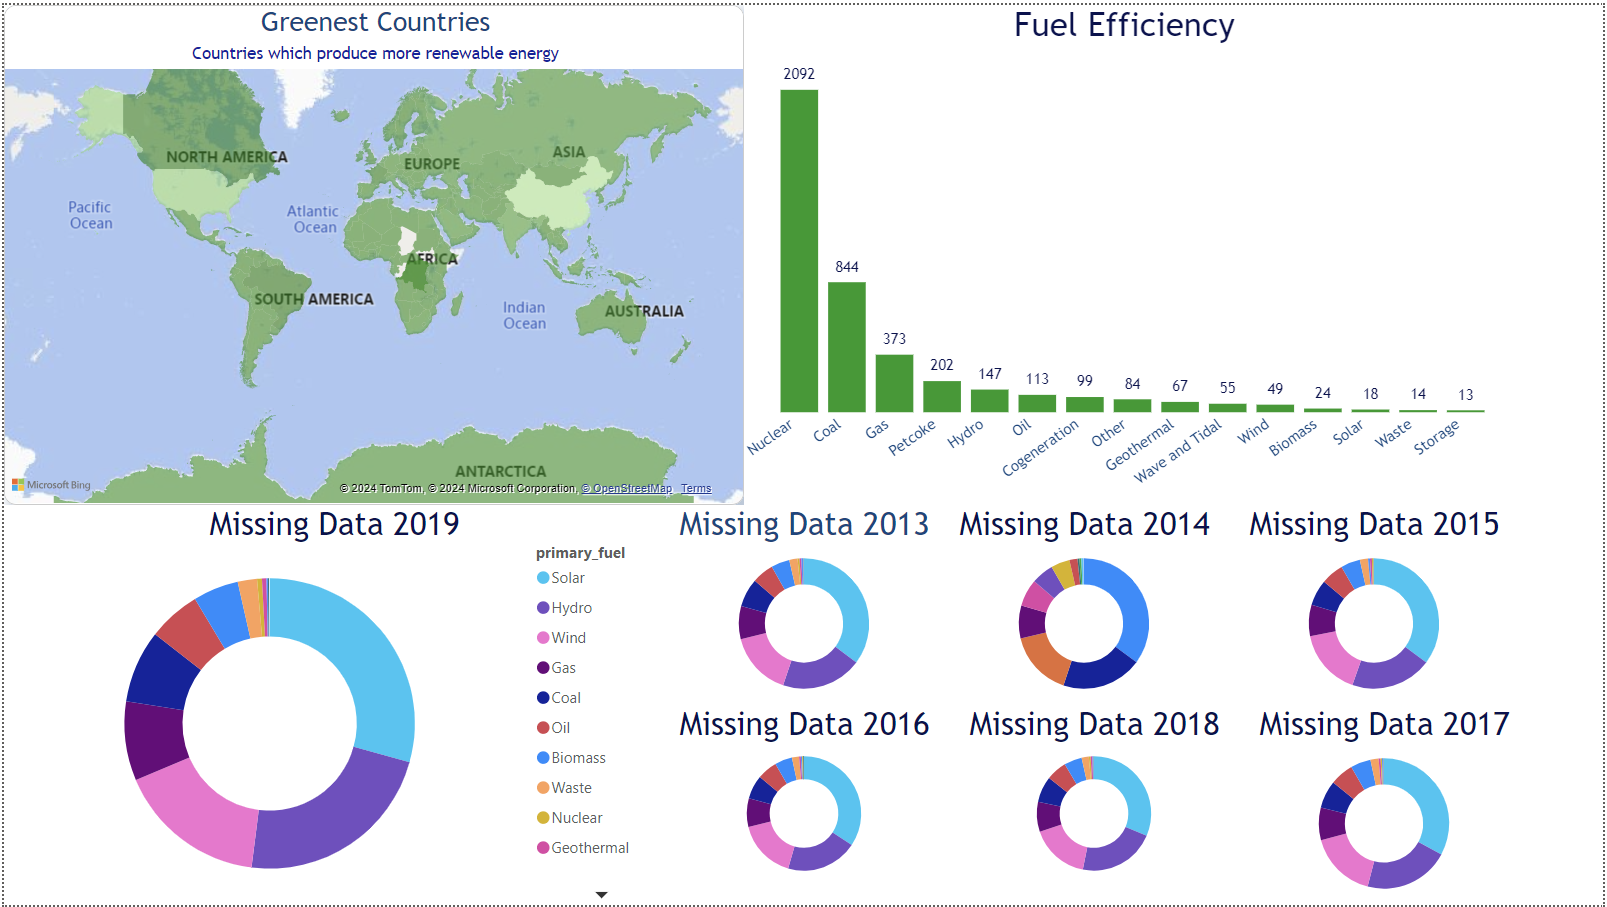 Greenest Countries
Countries which produce more renewable energy
NORTH AMERICA
EUROPE
ASIA
Pacific
Ocean
Atlantic
Ocean
AFRICA
SOUTH AMERICA
Indian
Ocean
AUSTRALIA
ANTARCTICA
Microsoft Bing
© 2024 TomTom, © 2024 Microsoft Corporation, © OpenStreetMap Terms
Fuel Efficiency
2092
844
373
202
147
113
99
84
67
55
49
24
18
14
13
Nuclear
Coal
Gas
Petcoke
Hydro
Oil
Cogeneration
Other
Geothermal
Wave and Tidal
Wind
Biomass
Solar
Waste
Storage
Missing Data 2019
primary_fuel
Solar
Hydro
Wind
Gas
Coal
Oil
Biomass
Waste
Nuclear
Geothermal
Missing Data 2013
Missing Data 2014
Missing Data 2015
Missing Data 2016
Missing Data 2018
Missing Data 2017